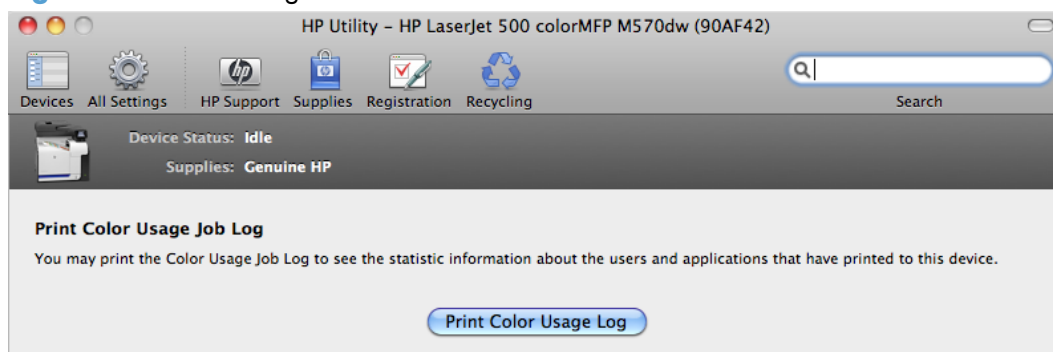 HP Utility – HP LaserJet 500 colorMFP M570dw (90AF42)
Devices All Settings HP Support Supplies Registration Recycling Search
Device Status: Idle
Supplies: Genuine HP
Print Color Usage Job Log
You may print the Color Usage Job Log to see the statistic information about the users and applications that have printed to this device.
Print Color Usage Log